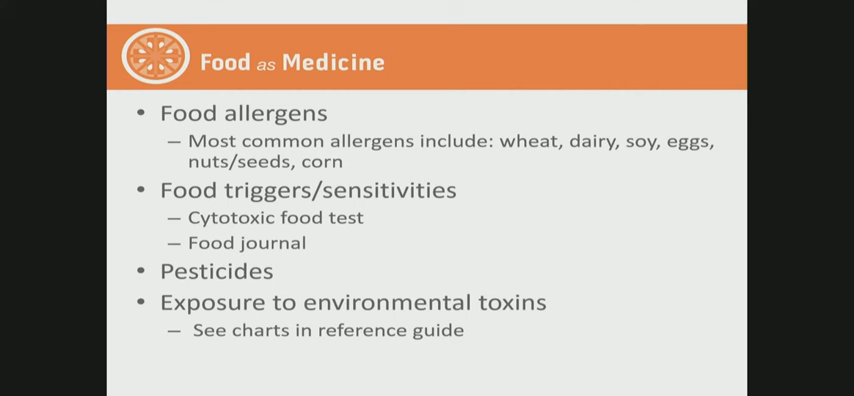 Food as Medicine
• Food allergens
– Most common allergens include: wheat, dairy, soy, eggs,
nuts/seeds, corn
• Food triggers/sensitivities
– Cytotoxic food test
– Food journal
• Pesticides
• Exposure to environmental toxins
– See charts in reference guide